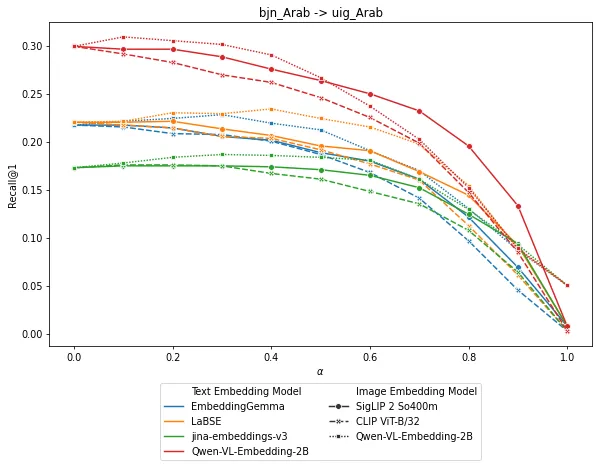 bjn_Arab -> uig_Arab
Recall@1
0.30
0.25
0.20
0.15
0.10
0.05
0.00
0.0 0.2 0.4 0.6 0.8 1.0
α
Text Embedding Model
EmbeddingGemma
LaBSE
jina-embeddings-v3
Qwen-VL-Embedding-2B
Image Embedding Model
SigLIP 2 So400m
CLIP ViT-B/32
Qwen-VL-Embedding-2B